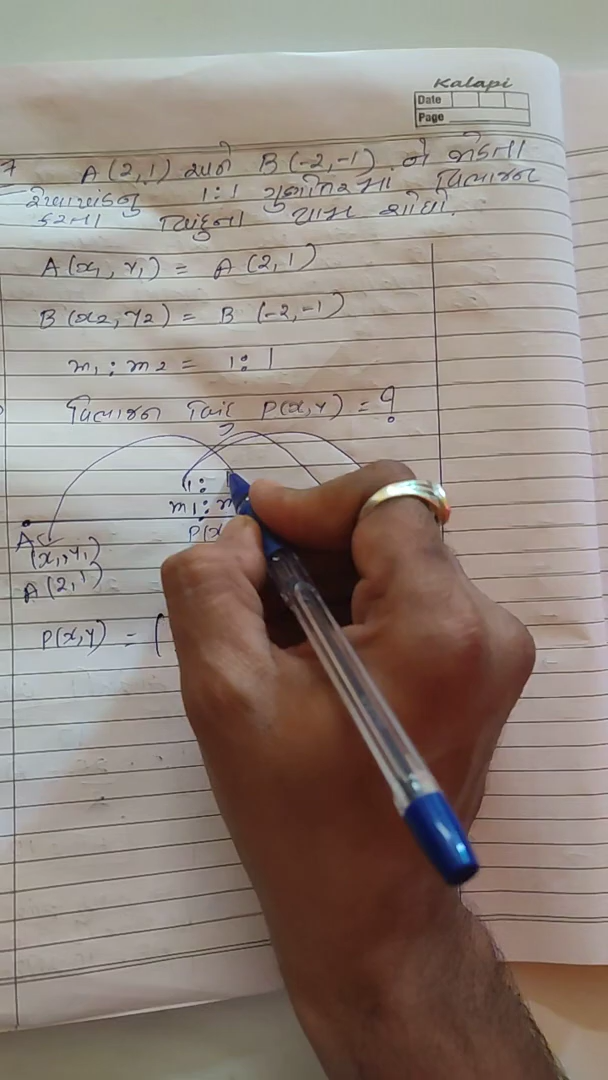 Kalapi
Date
Page
7 A(2,1) અને B(-2,-1) ને જોડતા
રેખાખંડનું 1:1 ગુણોત્તરમાં વિભાજન
કરતા બિંદુના યામ શોધો.
A(x₁, y₁) = A(2,1)
B(x₂, y₂) = B(-2,-1)
m₁ : m₂ = 1:1
વિભાજન બિંદુ P(x,y) = ?
1: 1
m₁ : m
A
P(x
(x₁, y₁)
A(2,1)
P(x,y) = (